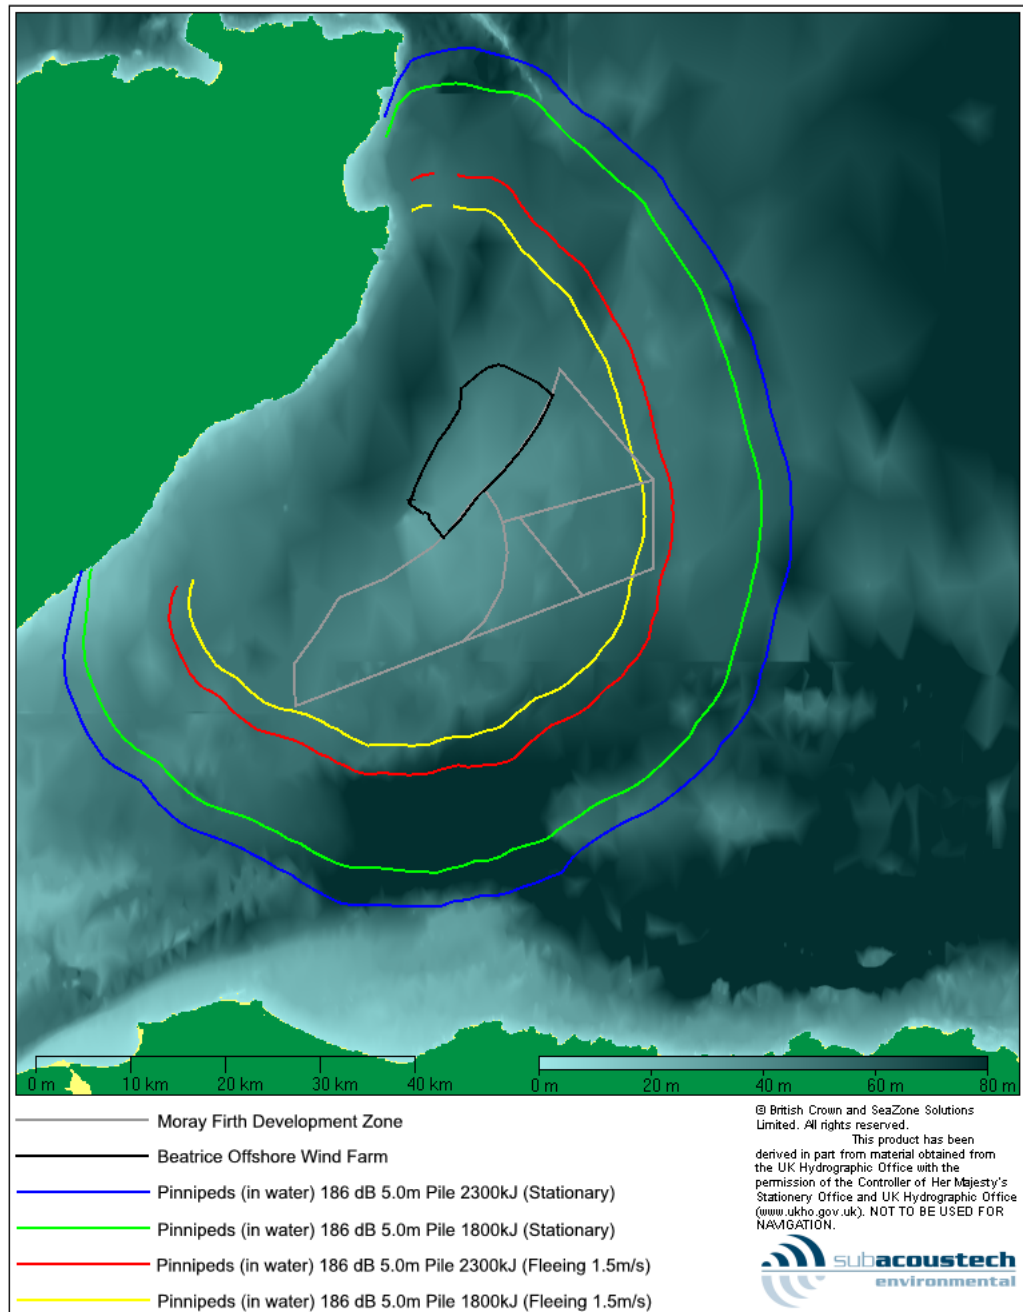 0 m 10 km 20 km 30 km 40 km 0 m 20 m 40 m 60 m 80 m
Moray Firth Development Zone
Beatrice Offshore Wind Farm
Pinnipeds (in water) 186 dB 5.0m Pile 2300kJ (Stationary)
Pinnipeds (in water) 186 dB 5.0m Pile 1800kJ (Stationary)
Pinnipeds (in water) 186 dB 5.0m Pile 2300kJ (Fleeing 1.5m/s)
Pinnipeds (in water) 186 dB 5.0m Pile 1800kJ (Fleeing 1.5m/s)
© British Crown and SeaZone Solutions
Limited. All rights reserved.
This product has been
derived in part from material obtained from
the UK Hydrographic Office with the
permission of the Controller of Her Majesty's
Stationery Office and UK Hydrographic Office
(www.ukho.gov.uk). NOT TO BE USED FOR
NAVIGATION.
subacoustech
environmental